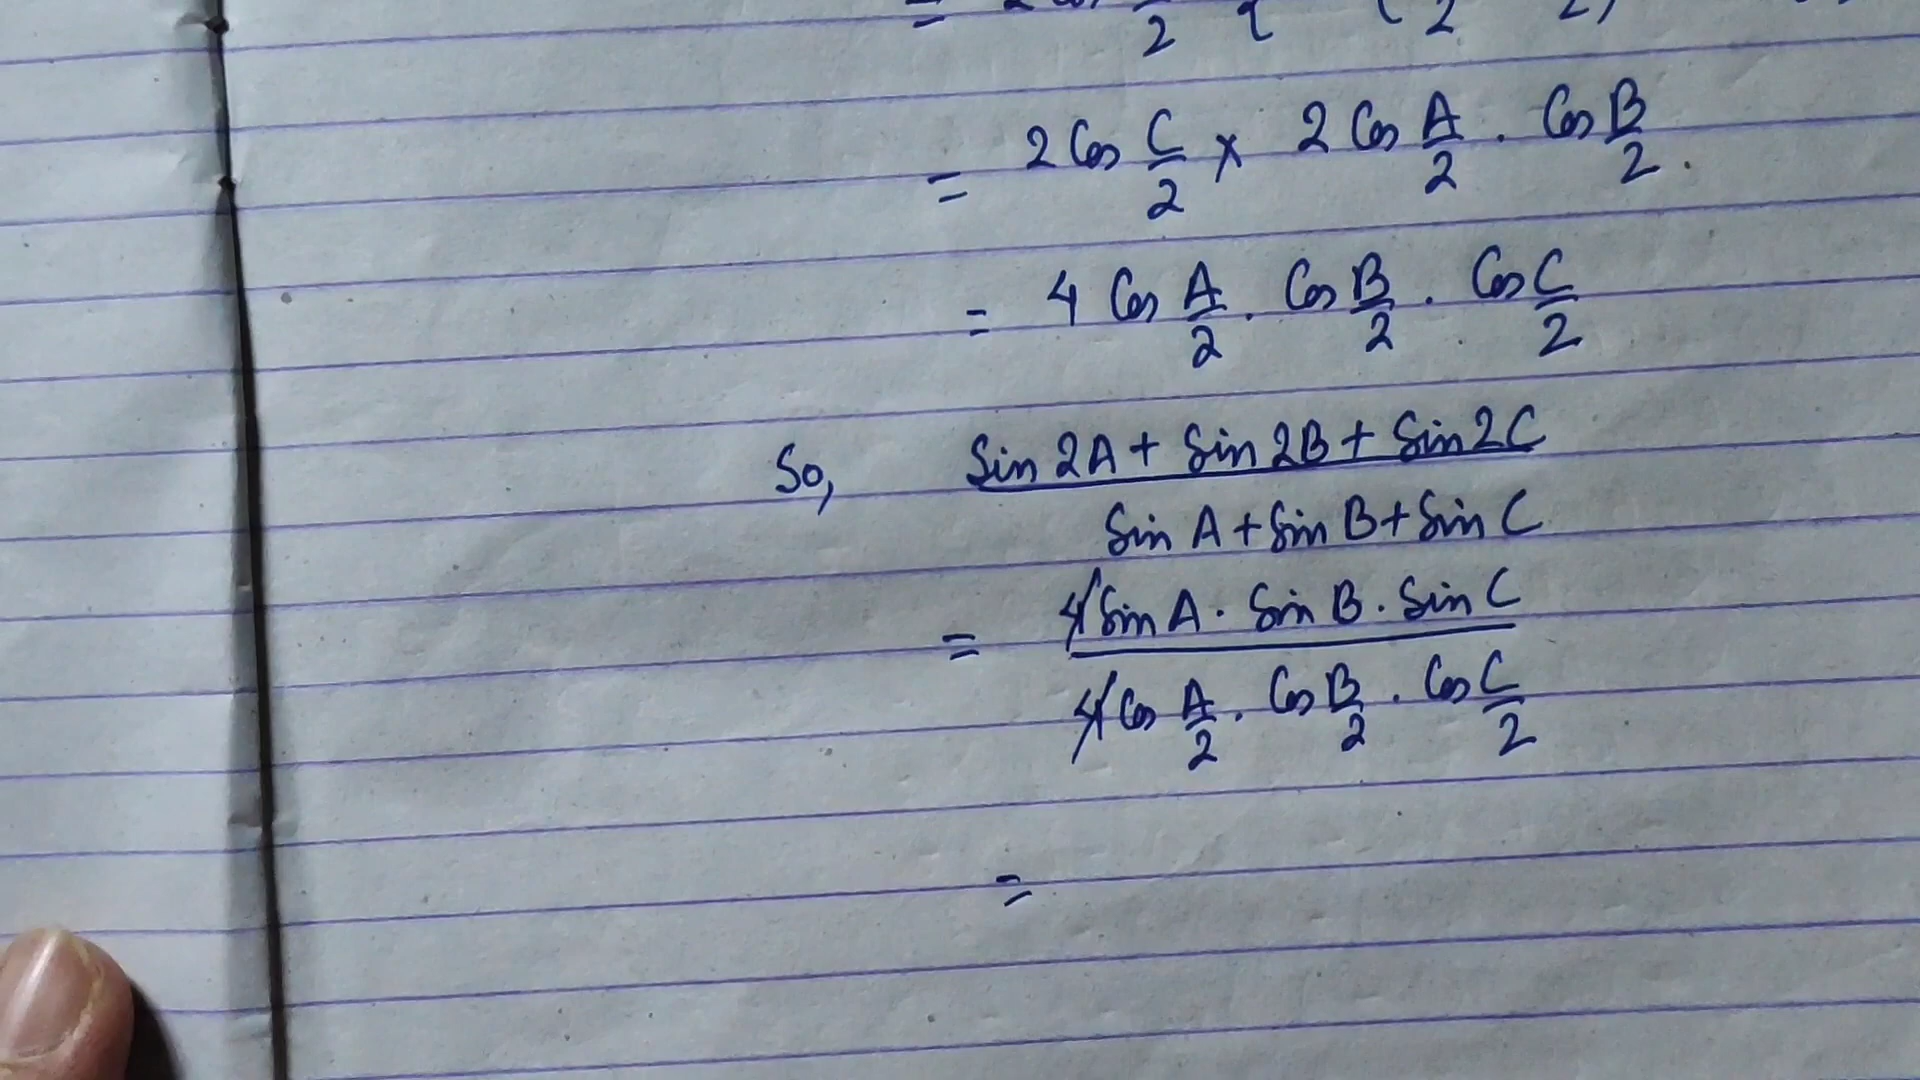 = 2 Cos C/2 × 2 Cos A/2 . Cos B/2.
= 4 Cos A/2 . Cos B/2 . Cos C/2
So, Sin 2A + Sin 2B + Sin 2C
Sin A + Sin B + Sin C
= 4 Sin A . Sin B . Sin C
4 Cos A/2 . Cos B/2 . Cos C/2
=